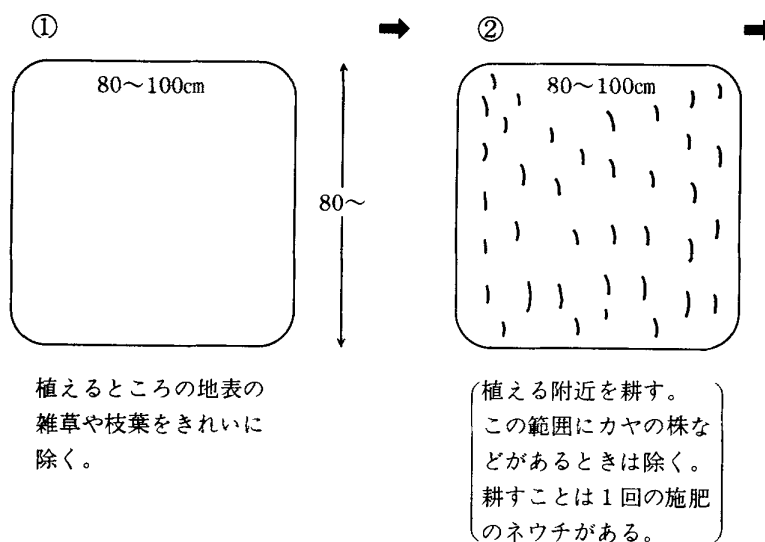 ①
80～100cm
80～
植えるところの地表の
雑草や枝葉をきれいに
除く。
②
80～100cm
植える附近を耕す。
この範囲にカヤの株な
どがあるときは除く。
耕すことは1回の施肥
のネウチがある。